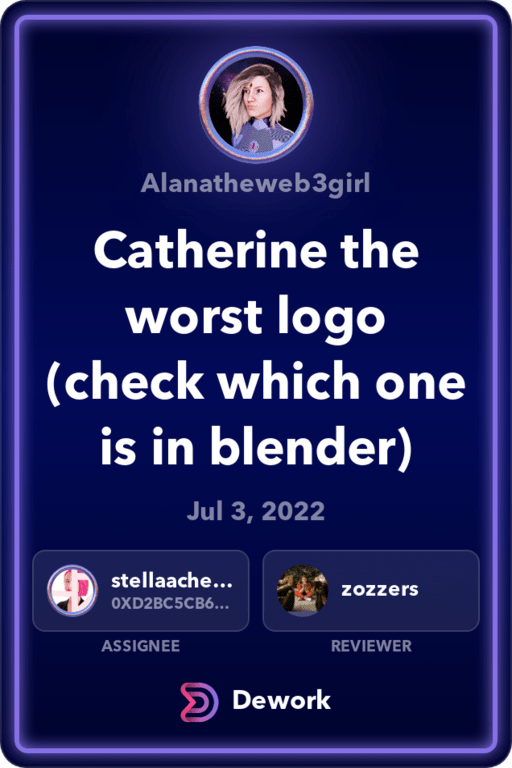 Alanatheweb3girl
Catherine the
worst logo
(check which one
is in blender)
Jul 3, 2022
stellaache...
0XD2BC5CB6...
ASSIGNEE
zozzers
REVIEWER
Dework